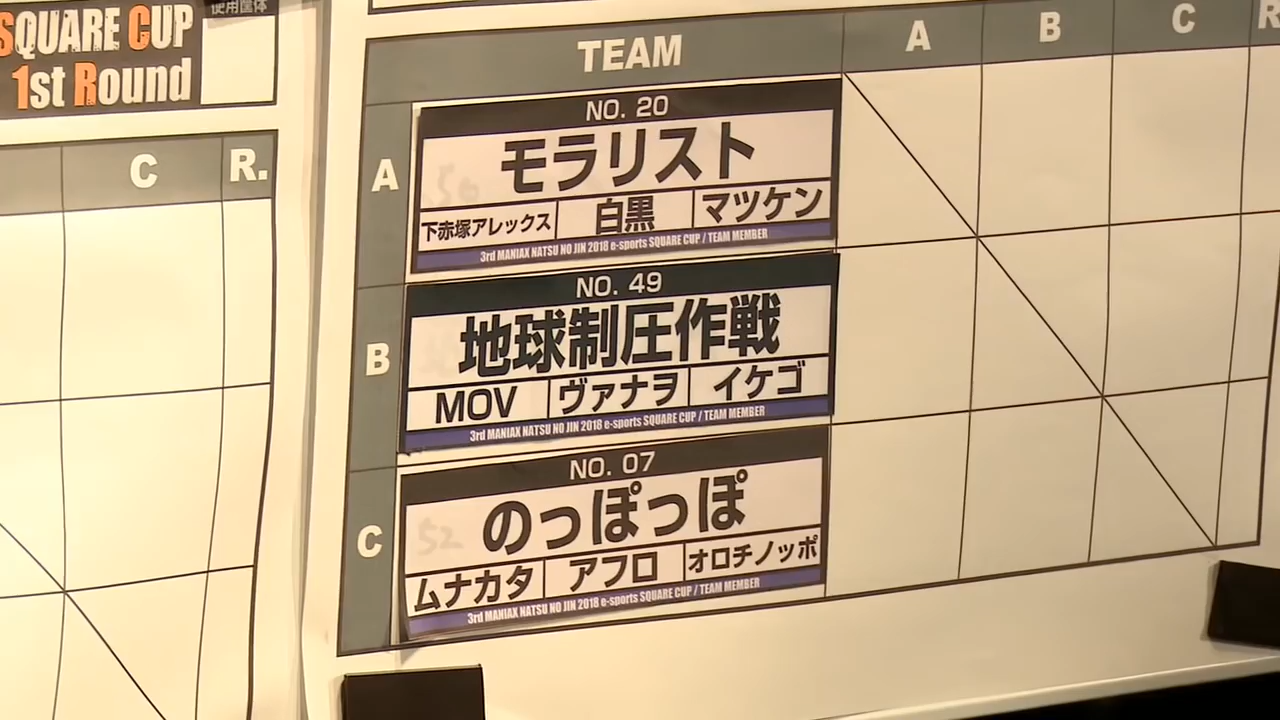 SQUARE CUP
1st Round
使用筐体
C R.
TEAM A B C R
A
NO. 20
モラリスト
下赤塚アレックス 白黒 マツケン
3rd MANIAX NATSU NO JIN 2018 e-sports SQUARE CUP / TEAM MEMBER
B
NO. 49
地球制圧作戦
MOV ヴァナヲ イケゴ
3rd MANIAX NATSU NO JIN 2018 e-sports SQUARE CUP / TEAM MEMBER
C
NO. 07
のっぽっぽ
52
ムナカタ アフロ オロチノッポ
3rd MANIAX NATSU NO JIN 2018 e-sports SQUARE CUP / TEAM MEMBER